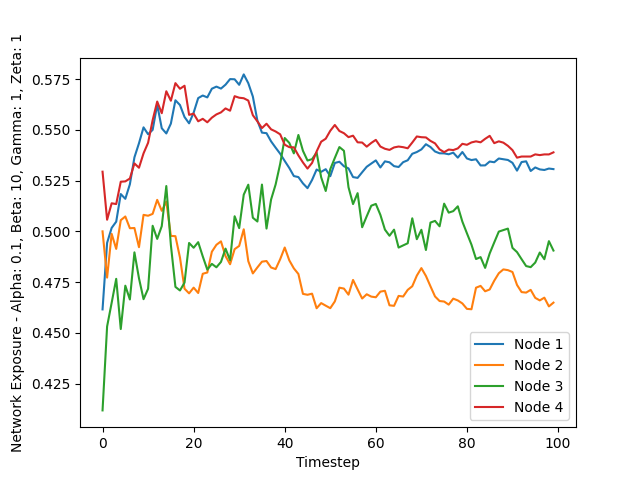 Network Exposure - Alpha: 0.1, Beta: 10, Gamma: 1, Zeta: 1
0.575
0.550
0.525
0.500
0.475
0.450
0.425
0
20
40
60
80
100
Timestep
Node 1
Node 2
Node 3
Node 4